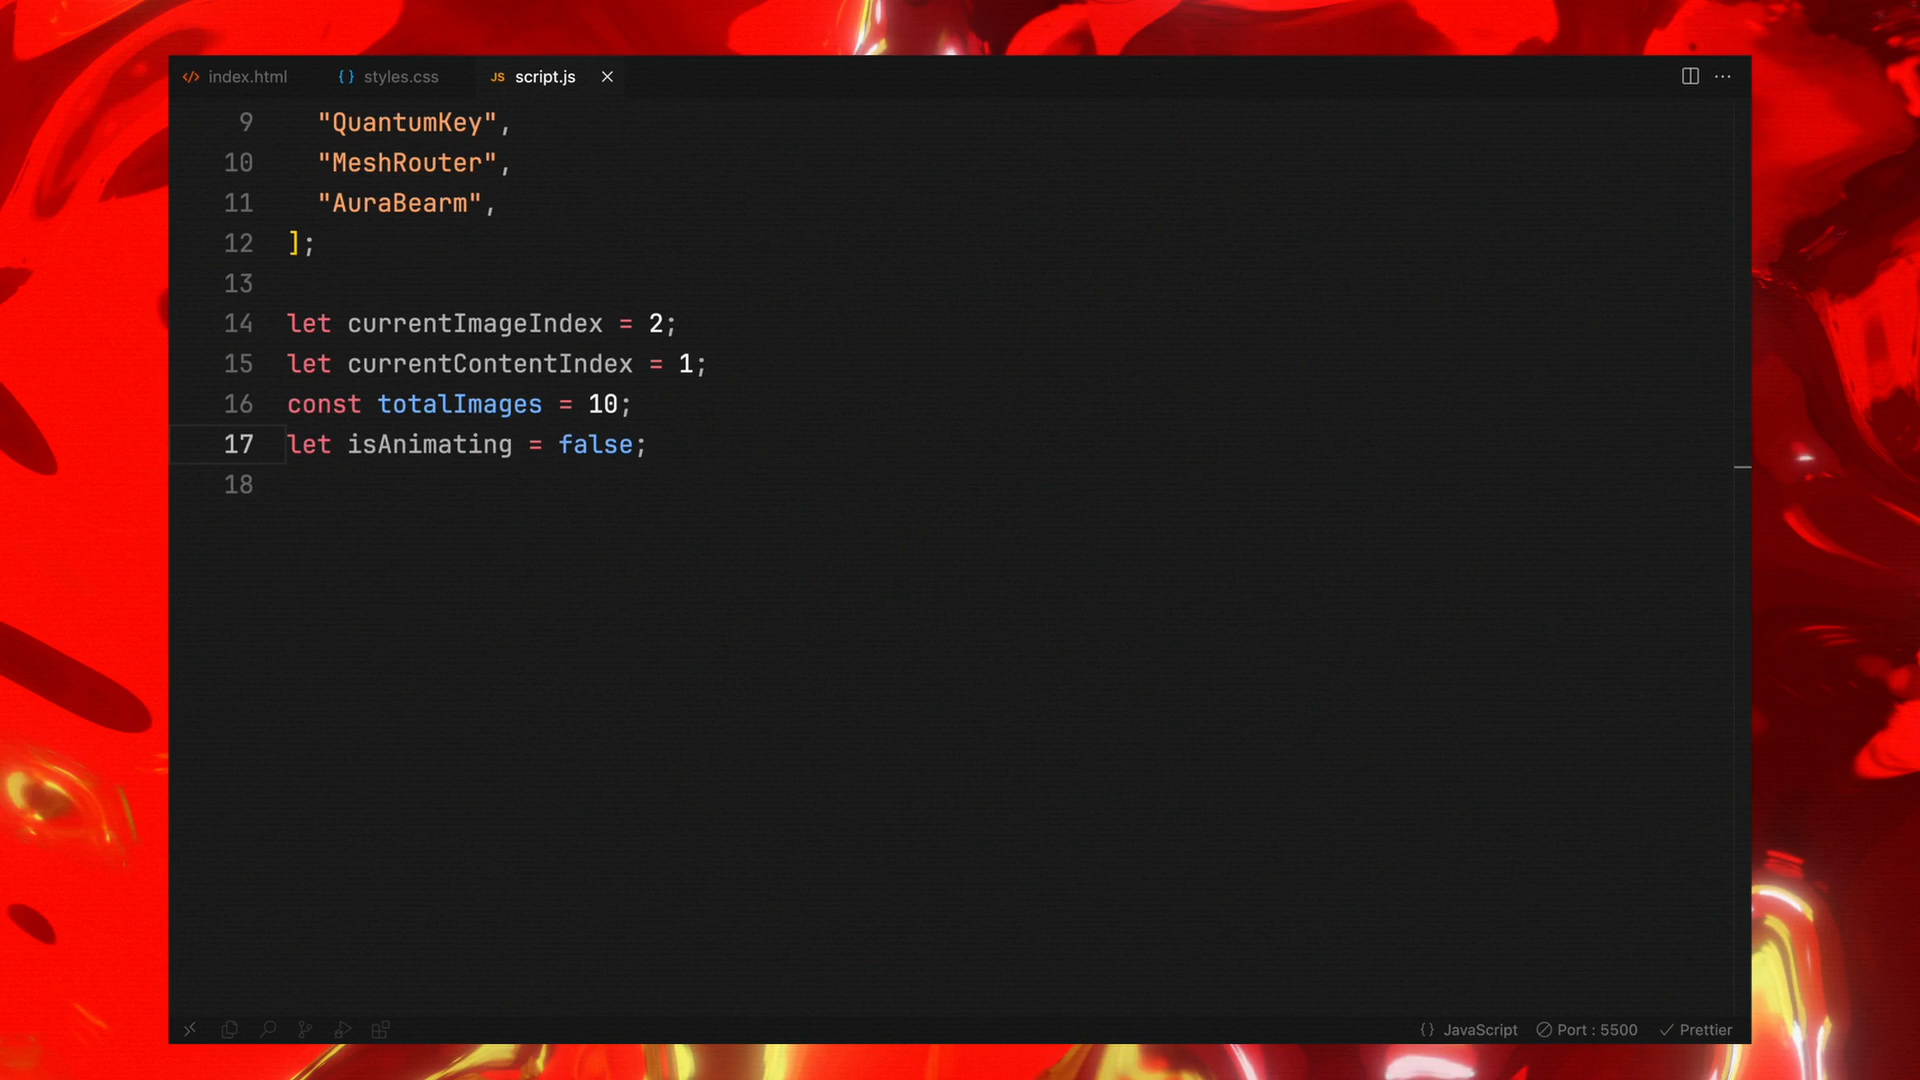 index.html
{ } styles.css
JS script.js
9 "QuantumKey",
10 "MeshRouter",
11 "AuraBearm",
12 ];
13
14 let currentImageIndex = 2;
15 let currentContentIndex = 1;
16 const totalImages = 10;
17 let isAnimating = false;
18
{} JavaScript Port : 5500 Prettier